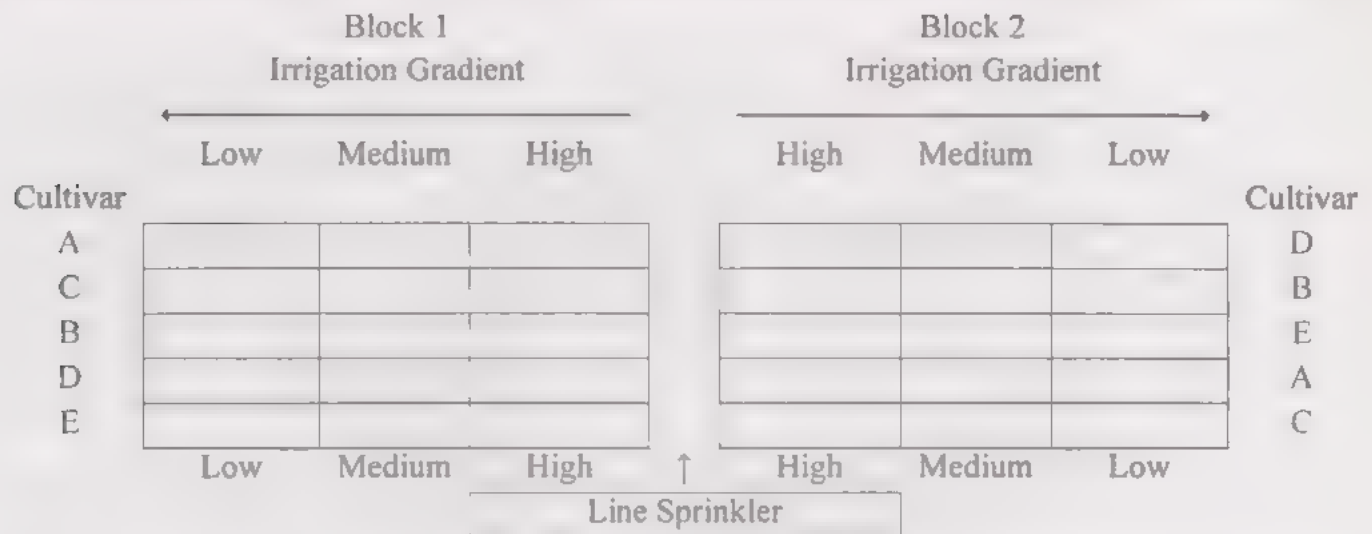 Block 1 Block 2
Irrigation Gradient Irrigation Gradient
Low Medium High High Medium Low
Cultivar Cultivar
A D
C B
B E
D A
E C
Low Medium High High Medium Low
Line Sprinkler